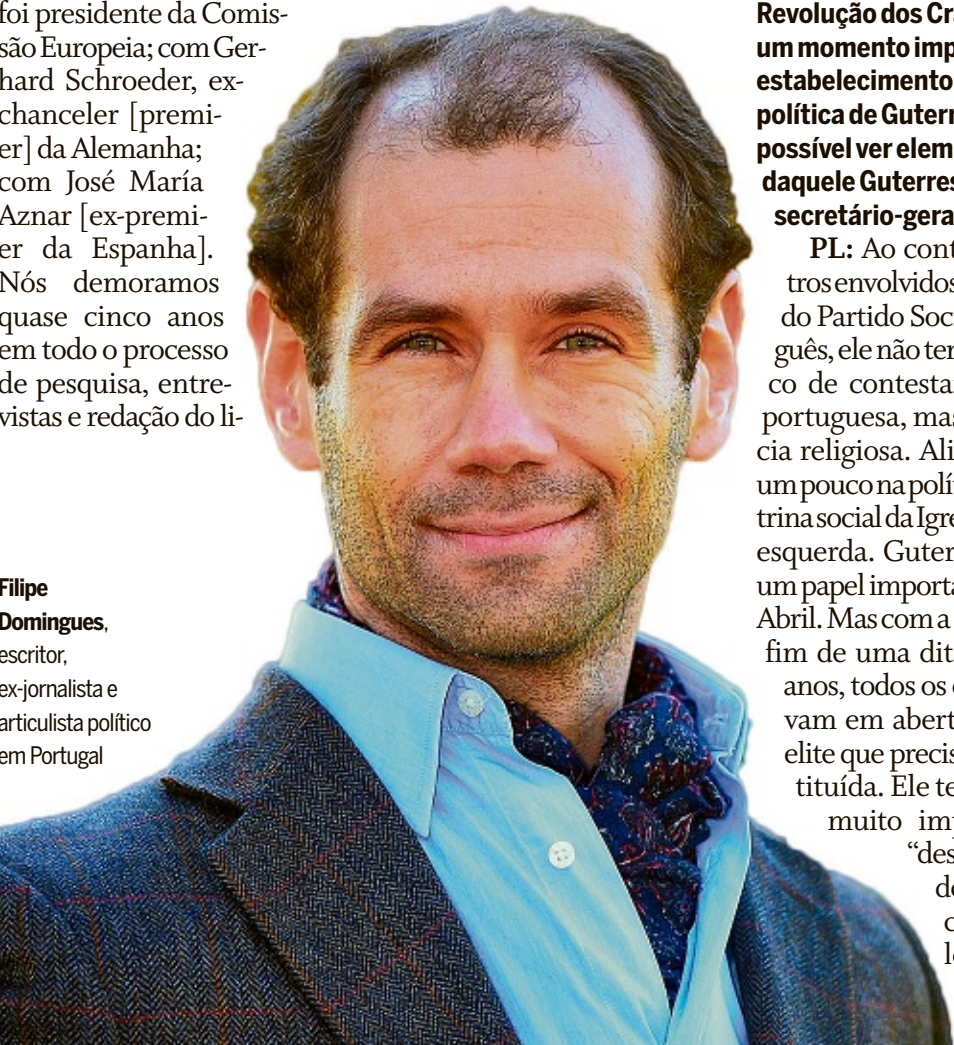 foi presidente da Comis-
são Europeia; com Ger-
hard Schroeder, ex-
chanceler [premi-
er] da Alemanha;
com José María
Aznar [ex-premi-
er da Espanha].
Nós demoramos
quase cinco anos
em todo o processo
de pesquisa, entre-
vistas e redação do li-
Filipe
Domingues,
escritor,
ex-jornalista e
articulista político
em Portugal
Revolução dos Cra
um momento imp
estabelecimento
política de Guterr
possível ver elem
daquele Guterres
secretário-gera
PL: Ao cont
tros envolvidos
do Partido Soci
guês, ele não ter
co de contesta
portuguesa, mas
cia religiosa. Ali
um pouco na polí
trina social da Igre
esquerda. Guter
um papel importa
Abril. Mas com a
fim de uma dit
anos, todos os
vam em abert
elite que precis
tituída. Ele te
muito imp
“des
de